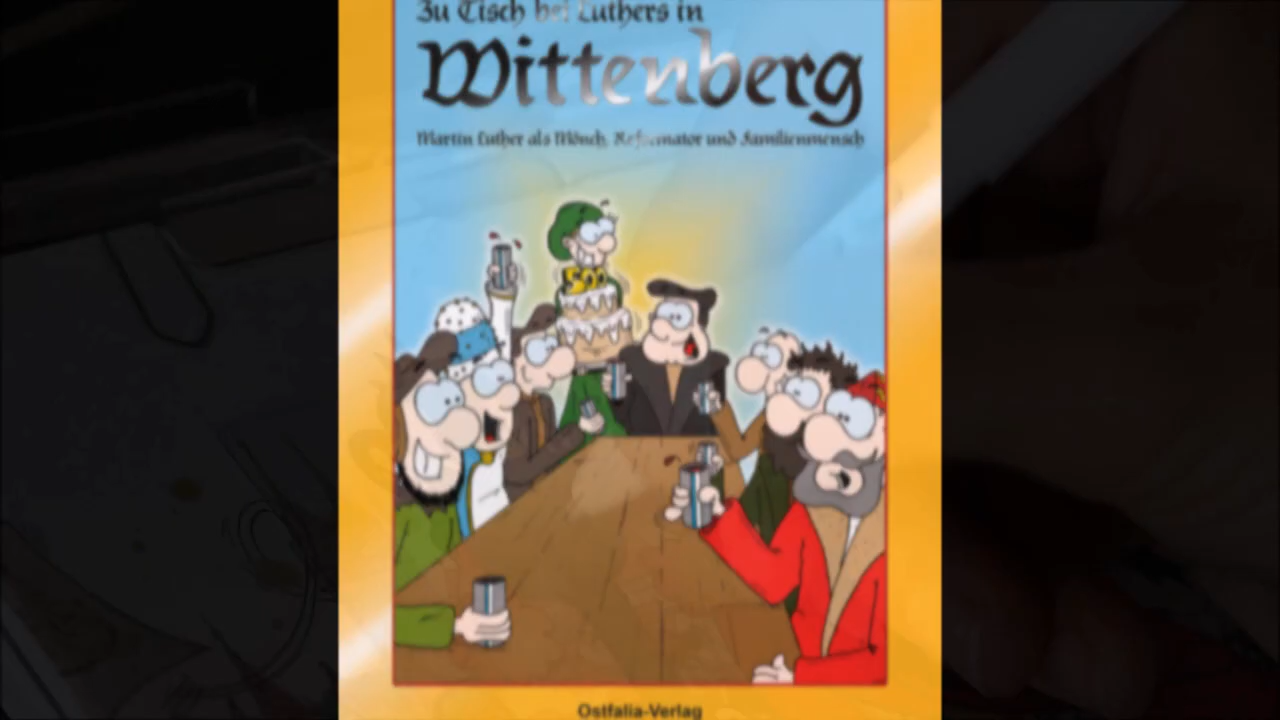 Zu Tisch bei Luthers in
Wittenberg
Martin Luther als Mönch, Reformator und Familienmensch
500
Ostfalia-Verlag